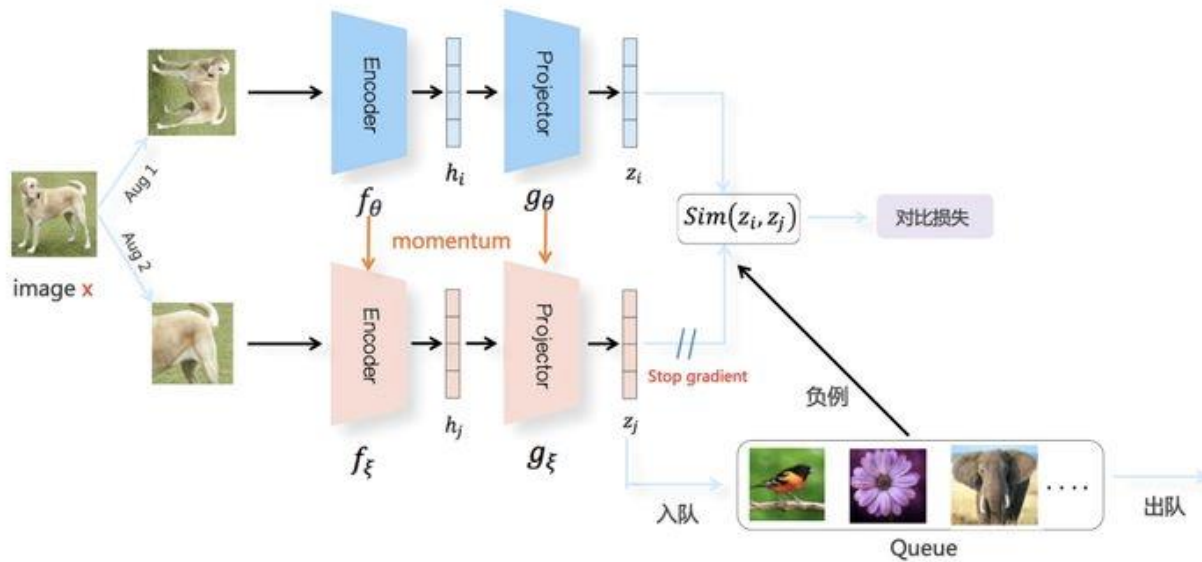 Aug 1
Aug 2
image x
Encoder
h_i
Projector
z_i
f_θ
g_θ
momentum
Sim(z_i, z_j)
对比损失
Encoder
h_j
Projector
z_j
Stop gradient
f_ξ
g_ξ
负例
入队
....
Queue
出队